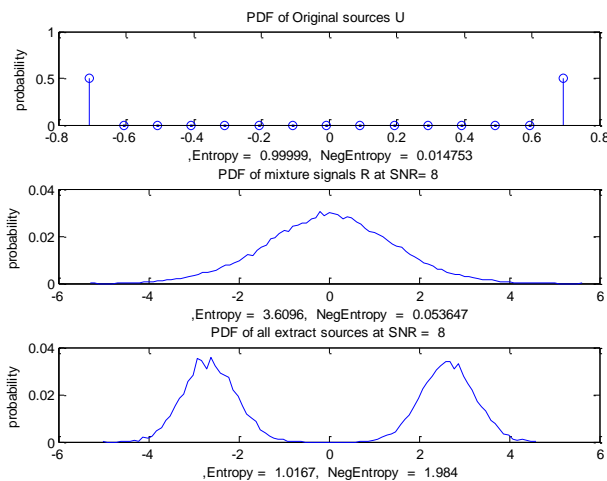 PDF of Original sources U
1
0.5
0
probability
-0.8 -0.6 -0.4 -0.2 0 0.2 0.4 0.6 0.8
,Entropy = 0.99999, NegEntropy = 0.014753
PDF of mixture signals R at SNR= 8
0.04
0.02
0
probability
-6 -4 -2 0 2 4 6
,Entropy = 3.6096, NegEntropy = 0.053647
PDF of all extract sources at SNR = 8
0.04
0.02
0
probability
-6 -4 -2 0 2 4 6
,Entropy = 1.0167, NegEntropy = 1.984